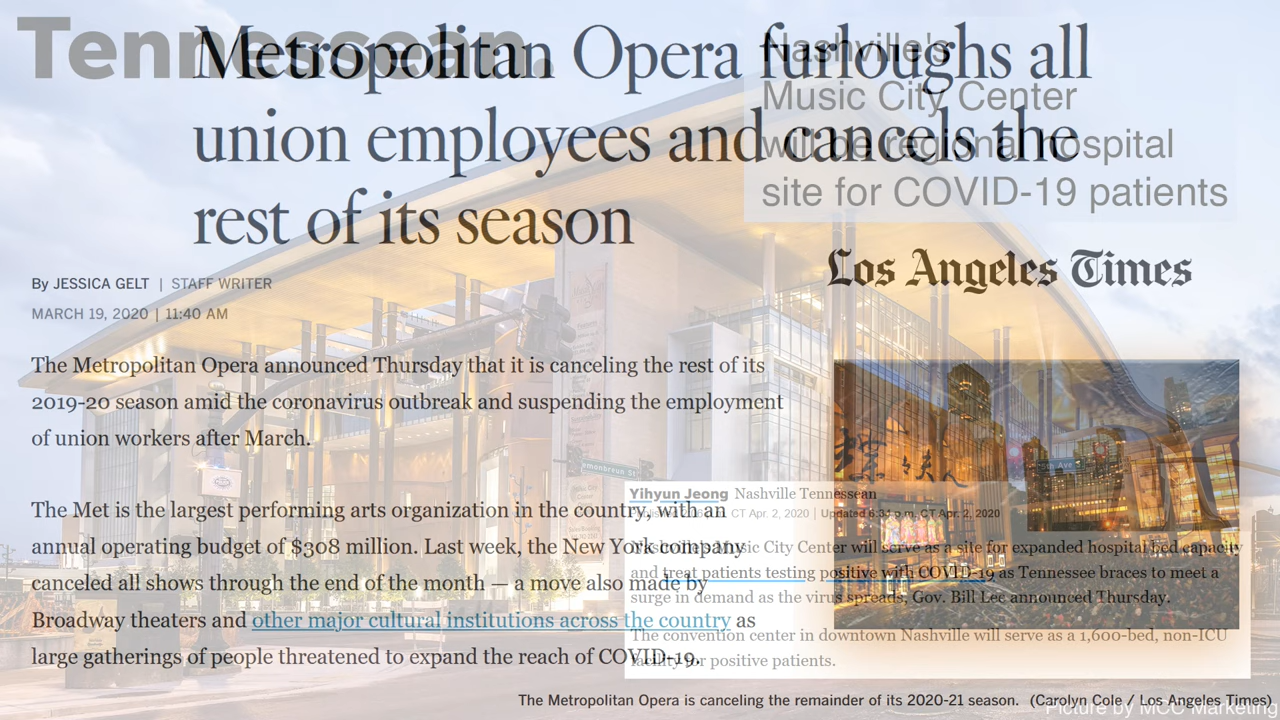 Tennessean.
Metropolitan Opera furloughs all
union employees and cancels the
rest of its season
Nashville's
Music City Center
will be regional hospital
site for COVID-19 patients
Los Angeles Times
By JESSICA GELT | STAFF WRITER
MARCH 19, 2020 | 11:40 AM
The Metropolitan Opera announced Thursday that it is canceling the rest of its
2019-20 season amid the coronavirus outbreak and suspending the employment
of union workers after March.
The Met is the largest performing arts organization in the country, with an
annual operating budget of $308 million. Last week, the New York company
canceled all shows through the end of the month — a move also made by
Broadway theaters and other major cultural institutions across the country as
large gatherings of people threatened to expand the reach of COVID-19.
5th Ave
emonbreun St
Yihyun Jeong Nashville Tennessean
CT Apr. 2, 2020 | Updated 6:34 p.m. CT Apr. 2, 2020
Nashville's Music City Center will serve as a site for expanded hospital bed capacity
and treat patients testing positive with COVID-19 as Tennessee braces to meet a
surge in demand as the virus spreads, Gov. Bill Lee announced Thursday.
The convention center in downtown Nashville will serve as a 1,600-bed, non-ICU
facility for positive patients.
The Metropolitan Opera is canceling the remainder of its 2020-21 season. (Carolyn Cole / Los Angeles Times)
Picture by MCC Marketing